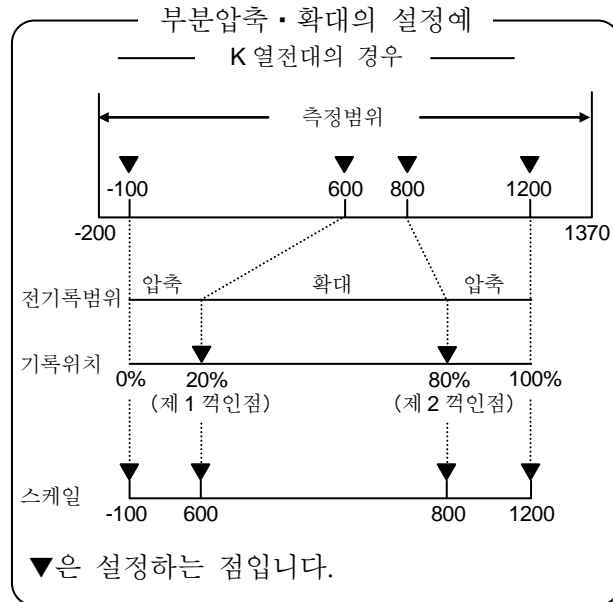 부분압축・확대의 설정예
K 열전대의 경우
측정범위
-100 600 800 1200
-200 1370
전기록범위 압축 확대 압축
기록위치
0% 20% 80% 100%
(제 1 꺽인점) (제 2 꺽인점)
스케일
-100 600 800 1200
▼은 설정하는 점입니다.